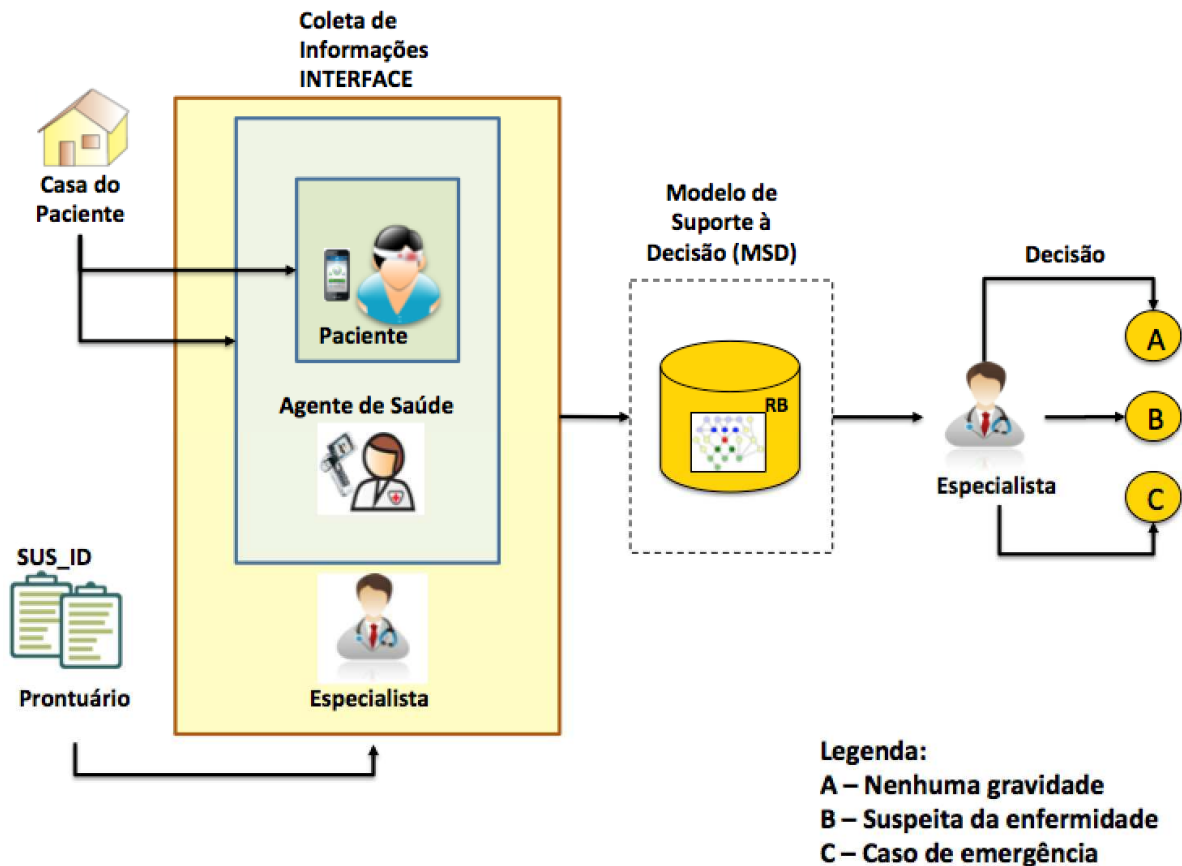 Coleta de
Informações
INTERFACE
Casa do
Paciente
Paciente
Agente de Saúde
SUS_ID
Prontuário
Especialista
Modelo de
Suporte à
Decisão (MSD)
RB
Decisão
Especialista
A
B
C
Legenda:
A – Nenhuma gravidade
B – Suspeita da enfermidade
C – Caso de emergência